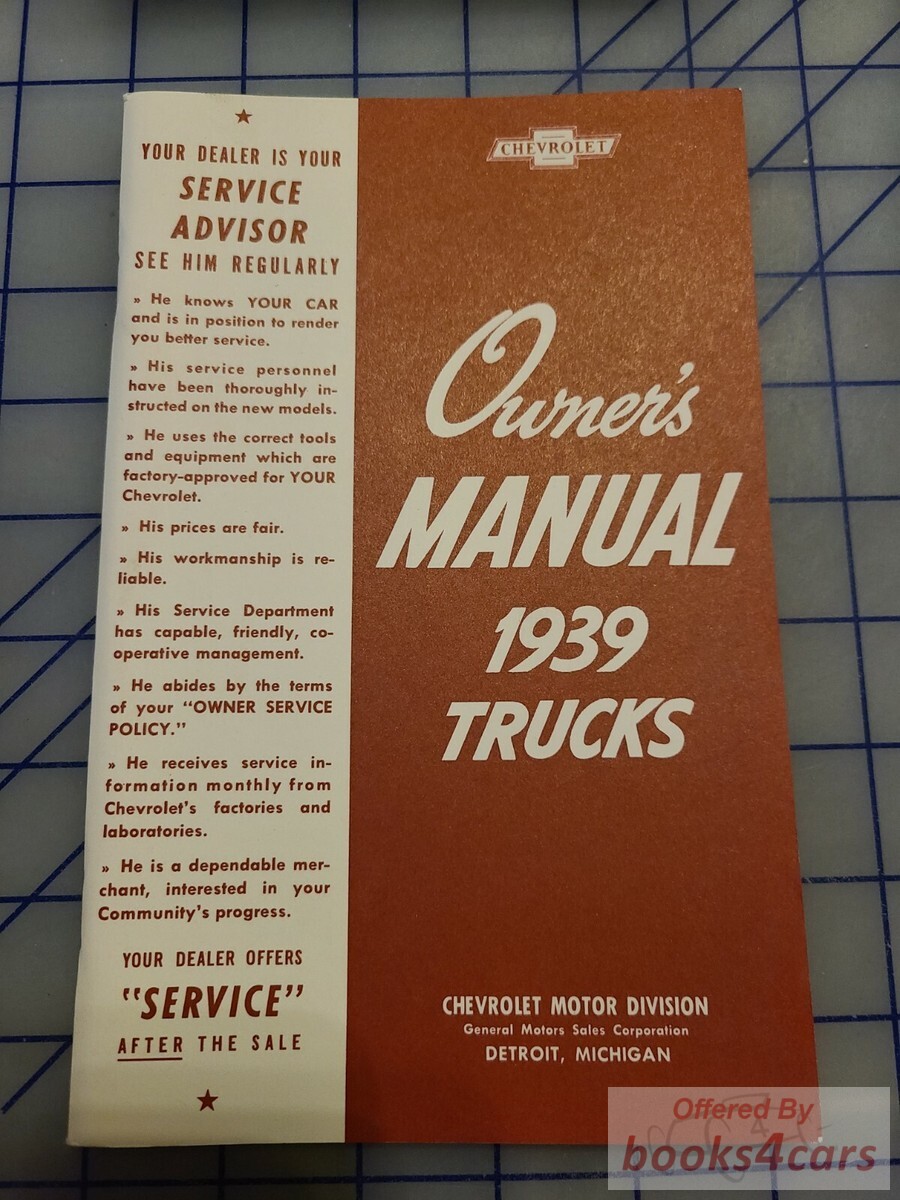 ★
YOUR DEALER IS YOUR
SERVICE
ADVISOR
SEE HIM REGULARLY
» He knows YOUR CAR
and is in position to render
you better service.
» His service personnel
have been thoroughly in-
structed on the new models.
» He uses the correct tools
and equipment which are
factory-approved for YOUR
Chevrolet.
» His prices are fair.
» His workmanship is re-
liable.
» His Service Department
has capable, friendly, co-
operative management.
» He abides by the terms
of your "OWNER SERVICE
POLICY."
» He receives service in-
formation monthly from
Chevrolet's factories and
laboratories.
» He is a dependable mer-
chant, interested in your
Community's progress.
YOUR DEALER OFFERS
"SERVICE"
AFTER THE SALE
★
CHEVROLET
Owner's
MANUAL
1939
TRUCKS
CHEVROLET MOTOR DIVISION
General Motors Sales Corporation
DETROIT, MICHIGAN
Offered By
books4cars